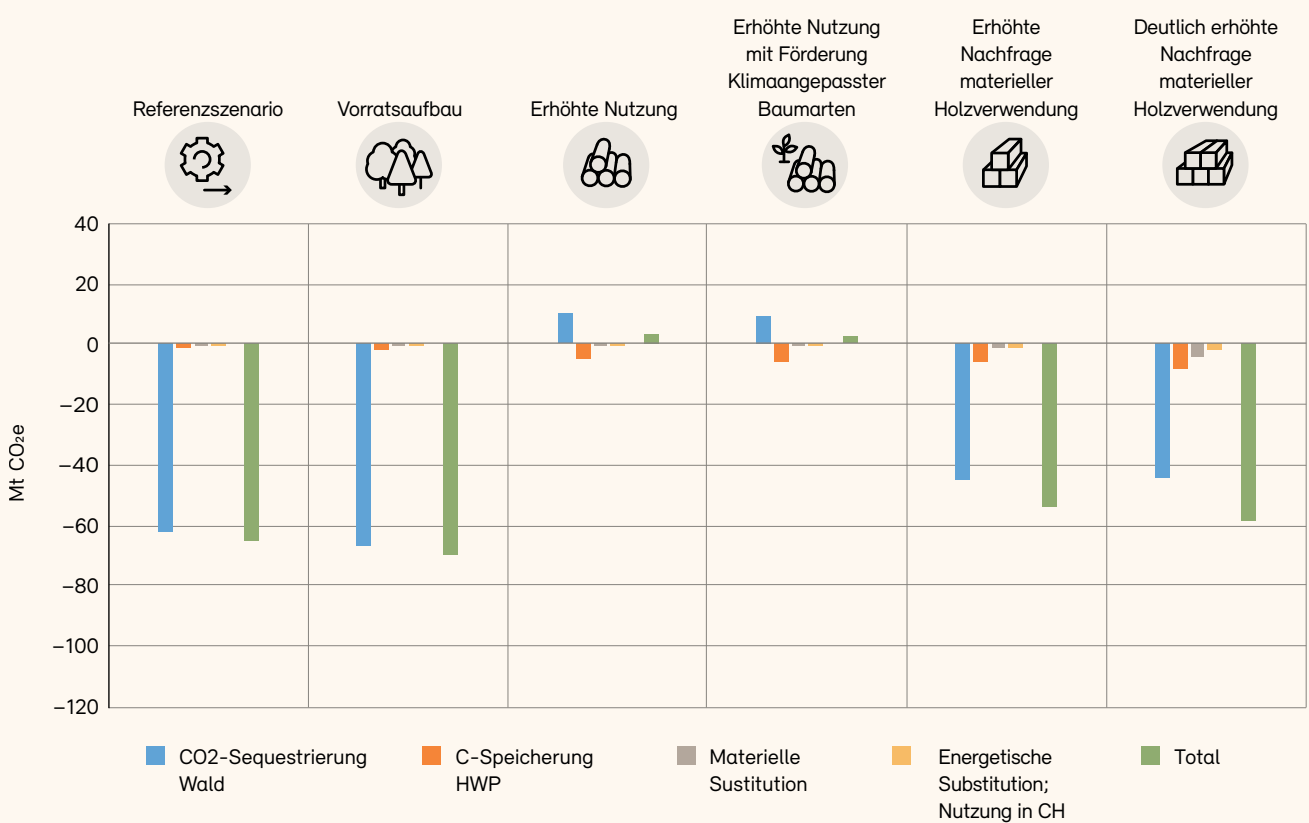 Referenzszenario
Vorratsaufbau
Erhöhte Nutzung
Erhöhte Nutzung
mit Förderung
Klimaangepasster
Baumarten
Erhöhte
Nachfrage
materieller
Holzverwendung
Deutlich erhöhte
Nachfrage
materieller
Holzverwendung
Mt CO₂e
40
20
0
–20
–40
–60
–80
–100
–120
CO2-Sequestrierung
Wald
C-Speicherung
HWP
Materielle
Sustitution
Energetische
Substitution;
Nutzung in CH
Total